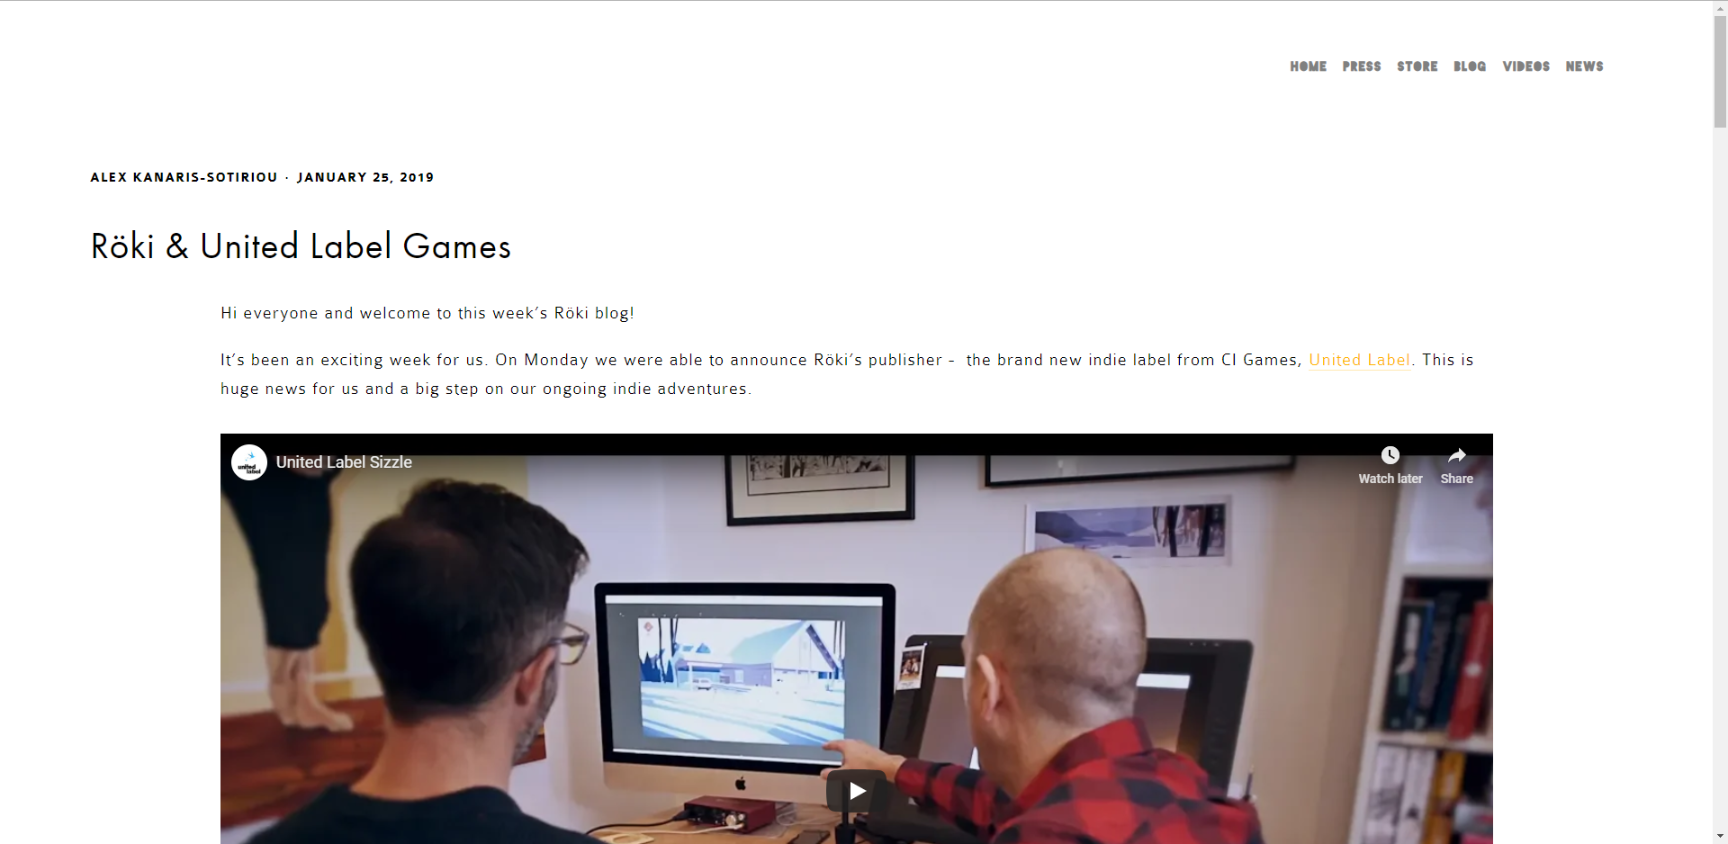 HOME PRESS STORE BLOG VIDEOS NEWS
ALEX KANARIS-SOTIRIOU · JANUARY 25, 2019
Röki & United Label Games
Hi everyone and welcome to this week's Röki blog!
It's been an exciting week for us. On Monday we were able to announce Röki's publisher - the brand new indie label from CI Games, United Label. This is
huge news for us and a big step on our ongoing indie adventures.
united
label
United Label Sizzle
Watch later Share